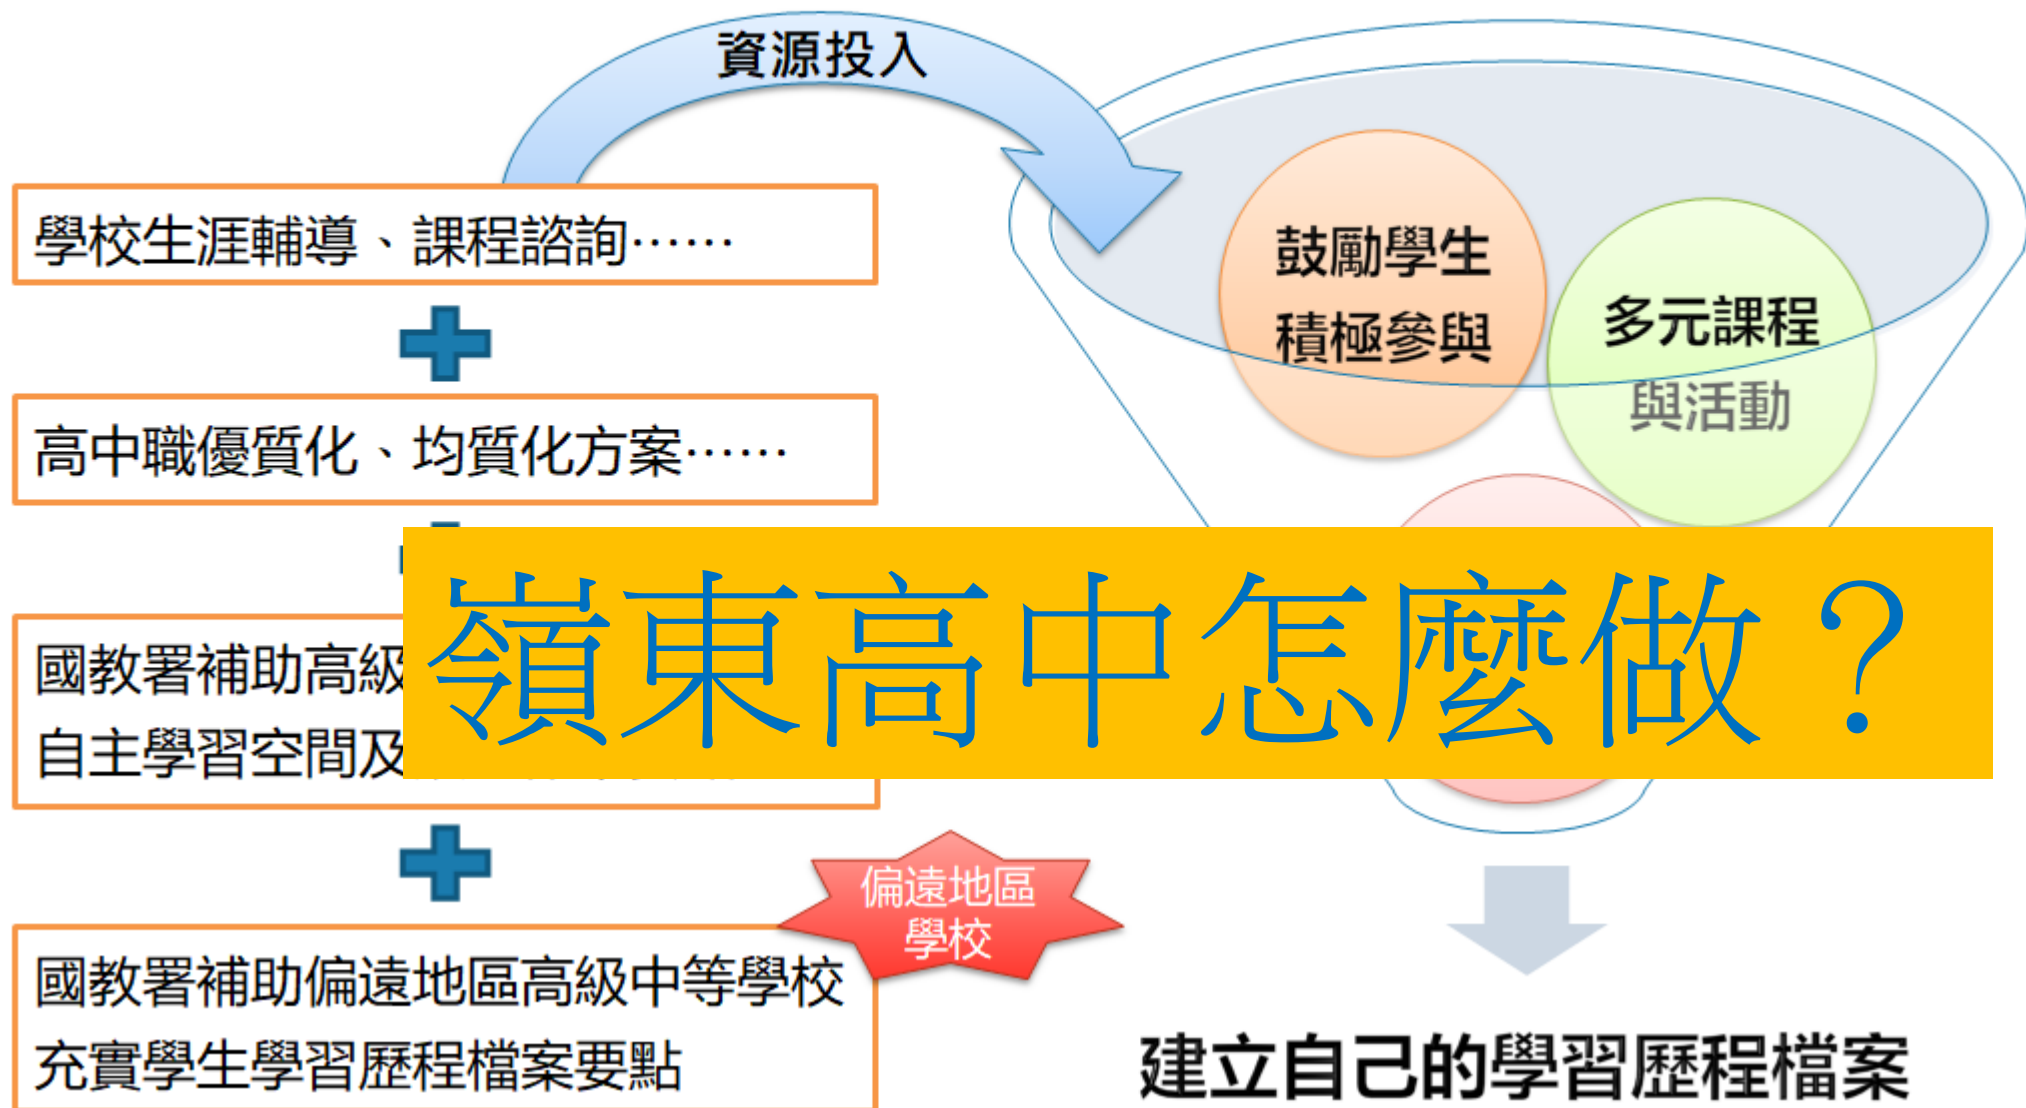 資源投入
學校生涯輔導、課程諮詢……
高中職優質化、均質化方案……
國教署補助高級
自主學習空間及
國教署補助偏遠地區高級中等學校
充實學生學習歷程檔案要點
偏遠地區
學校
鼓勵學生
積極參與
多元課程
與活動
嶺東高中怎麼做？
建立自己的學習歷程檔案